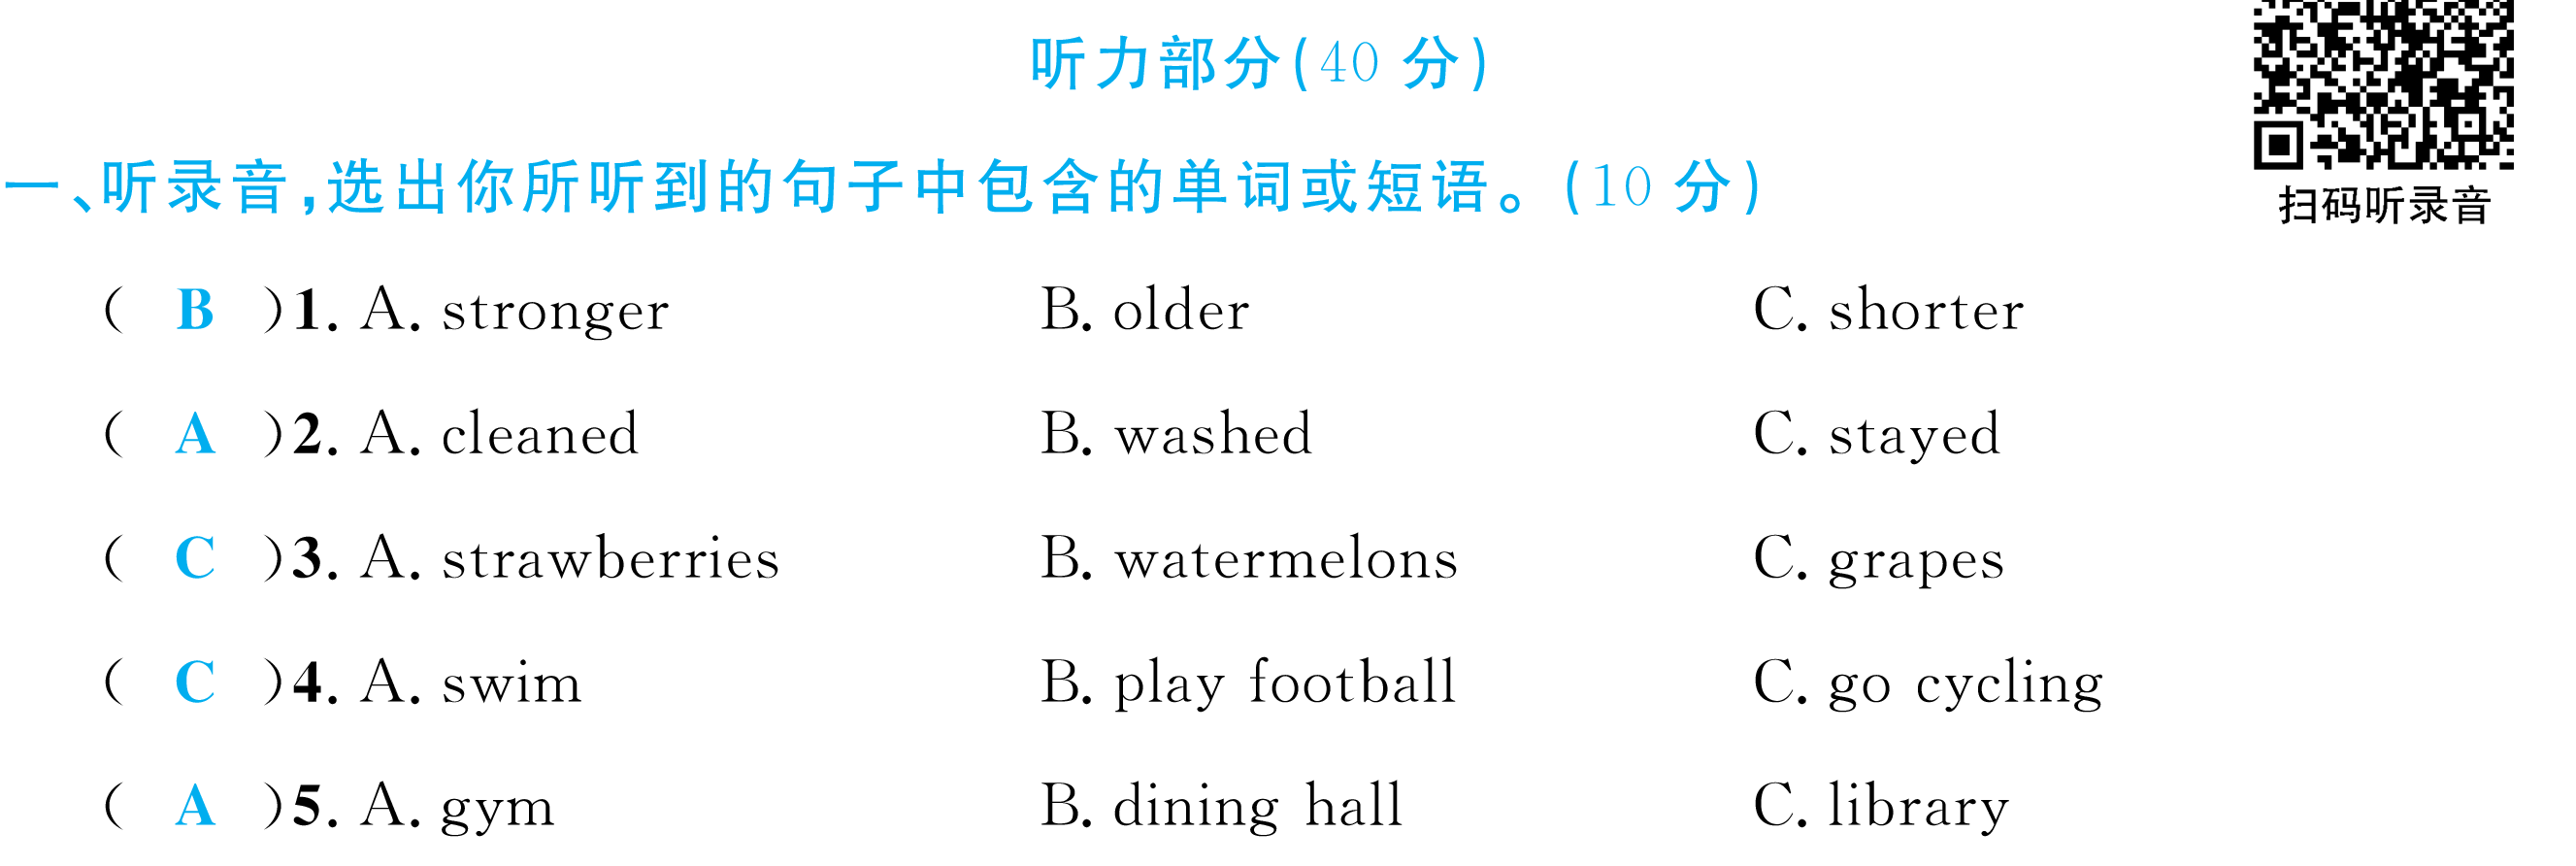 听力部分(40 分)
一、听录音,选出你所听到的句子中包含的单词或短语。(10 分)
扫码听录音
( B )1. A. stronger B. older C. shorter
( A )2. A. cleaned B. washed C. stayed
( C )3. A. strawberries B. watermelons C. grapes
( C )4. A. swim B. play football C. go cycling
( A )5. A. gym B. dining hall C. library